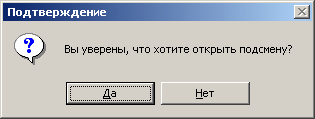 Подтверждение
Вы уверены, что хотите открыть подсмену?
Да
Нет